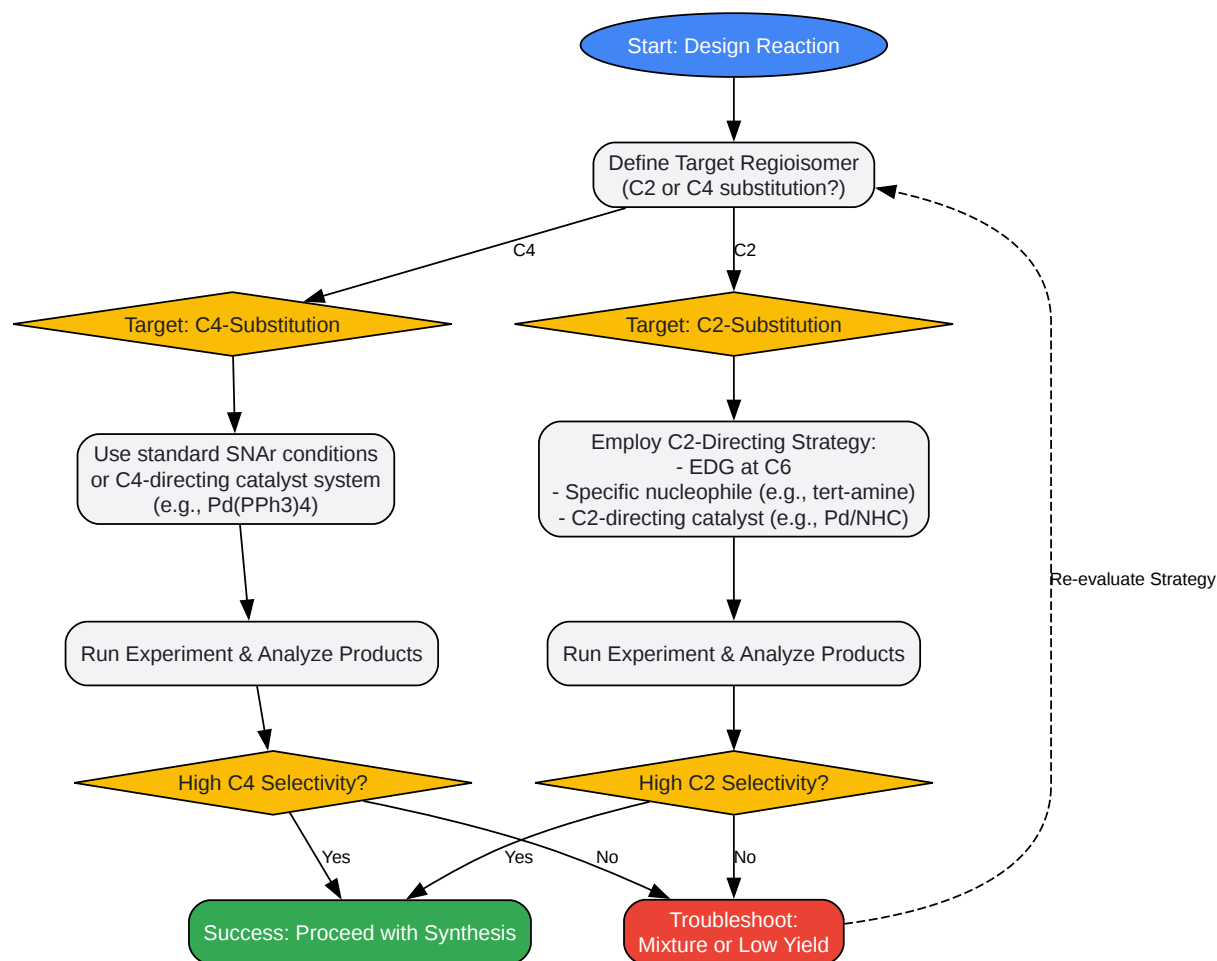 Start: Design Reaction
Define Target Regioisomer
(C2 or C4 substitution?)
C4
C2
Target: C4-Substitution
Target: C2-Substitution
Use standard SNAr conditions
or C4-directing catalyst system
(e.g., Pd(PPh3)4)
Employ C2-Directing Strategy:
- EDG at C6
- Specific nucleophile (e.g., tert-amine)
- C2-directing catalyst (e.g., Pd/NHC)
Re-evaluate Strategy
Run Experiment & Analyze Products
Run Experiment & Analyze Products
High C4 Selectivity?
High C2 Selectivity?
Yes
Yes
No
No
Success: Proceed with Synthesis
Troubleshoot:
Mixture or Low Yield